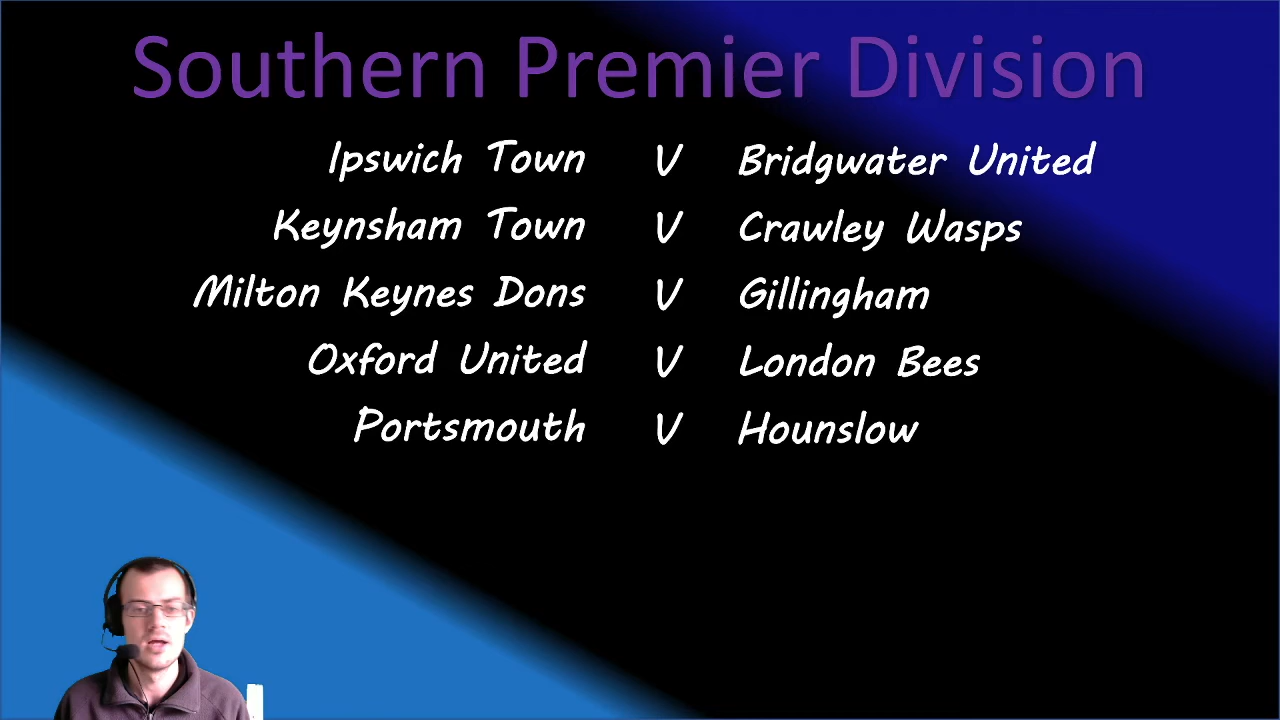 Southern Premier Division
Ipswich Town V Bridgwater United
Keynsham Town V Crawley Wasps
Milton Keynes Dons V Gillingham
Oxford United V London Bees
Portsmouth V Hounslow